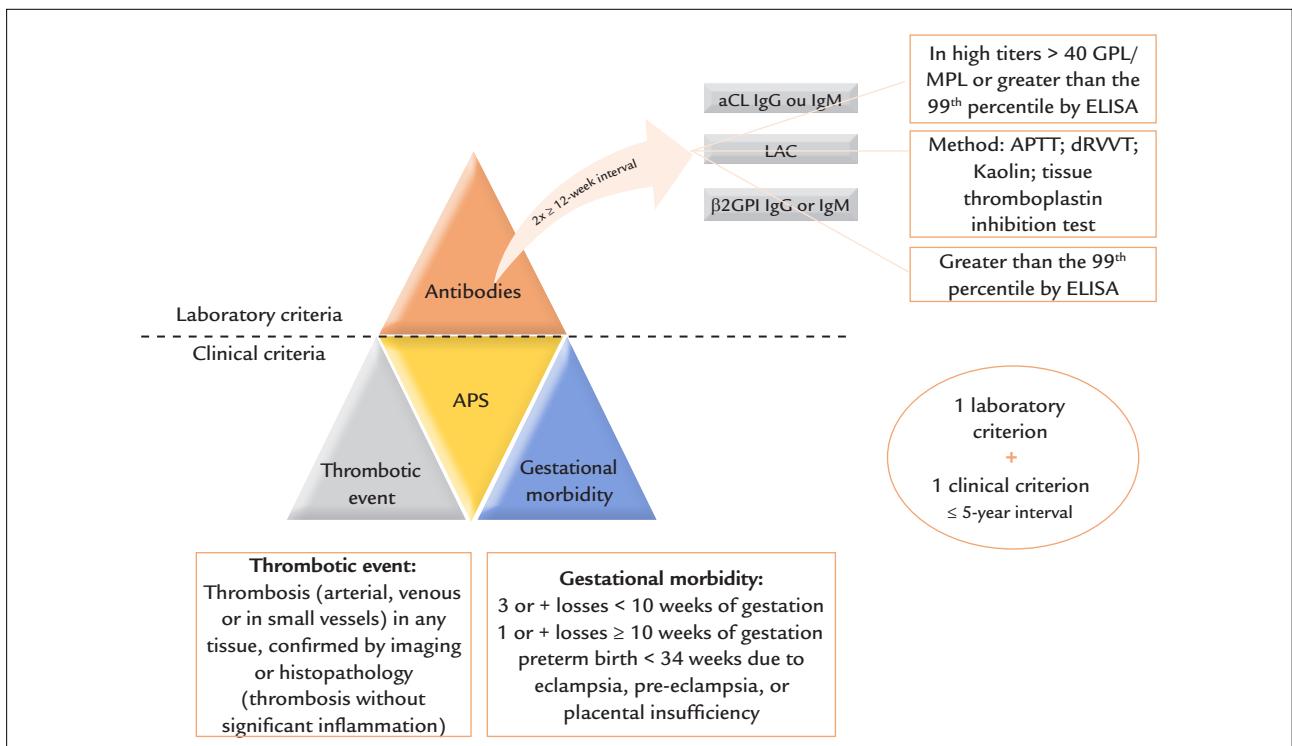 In high titers > 40 GPL/
MPL or greater than the
99th percentile by ELISA
aCL IgG ou IgM
LAC
β2GPI IgG or IgM
Method: APTT; dRVVT;
Kaolin; tissue
thromboplastin
inhibition test
Greater than the 99th
percentile by ELISA
2x ≥ 12-week interval
Antibodies
Laboratory criteria
Clinical criteria
APS
Thrombotic
event
Gestational
morbidity
1 laboratory
criterion
+
1 clinical criterion
≤ 5-year interval
Thrombotic event:
Thrombosis (arterial, venous
or in small vessels) in any
tissue, confirmed by imaging
or histopathology
(thrombosis without
significant inflammation)
Gestational morbidity:
3 or + losses < 10 weeks of gestation
1 or + losses ≥ 10 weeks of gestation
preterm birth < 34 weeks due to
eclampsia, pre-eclampsia, or
placental insufficiency